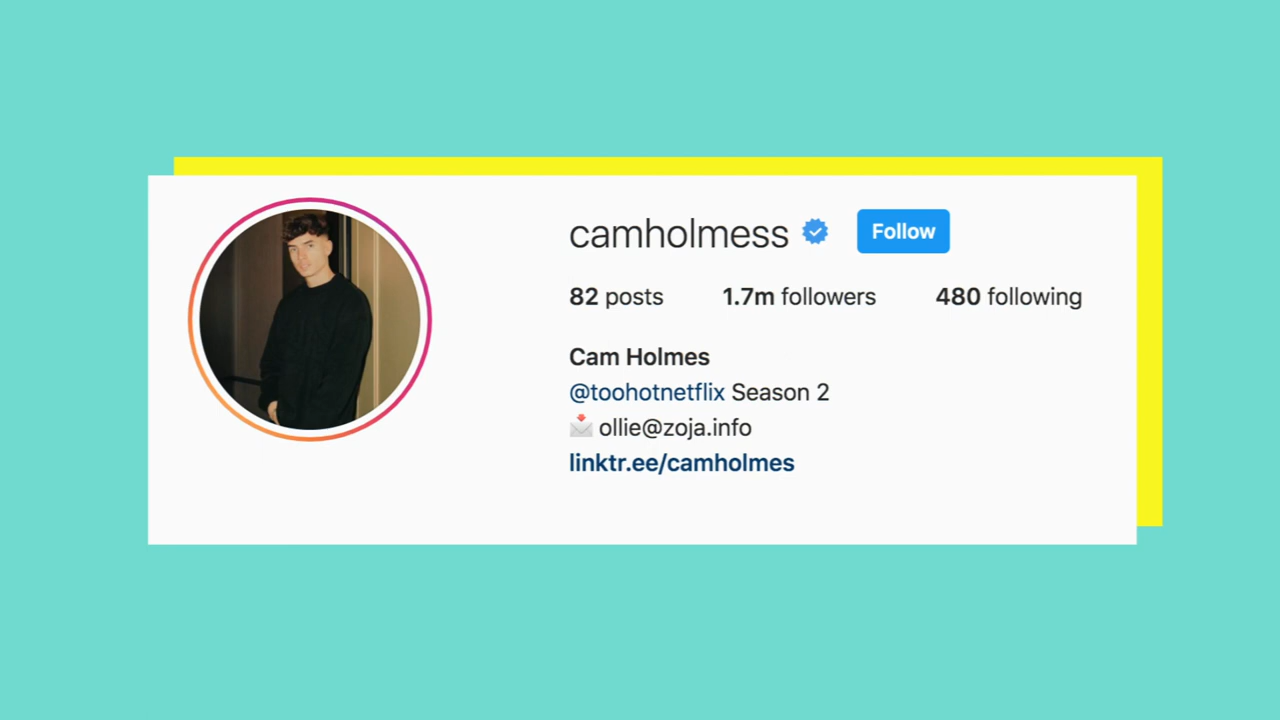 camholmess Follow
82 posts 1.7m followers 480 following
Cam Holmes
@toohotnetflix Season 2
📩 ollie@zoja.info
linktr.ee/camholmes